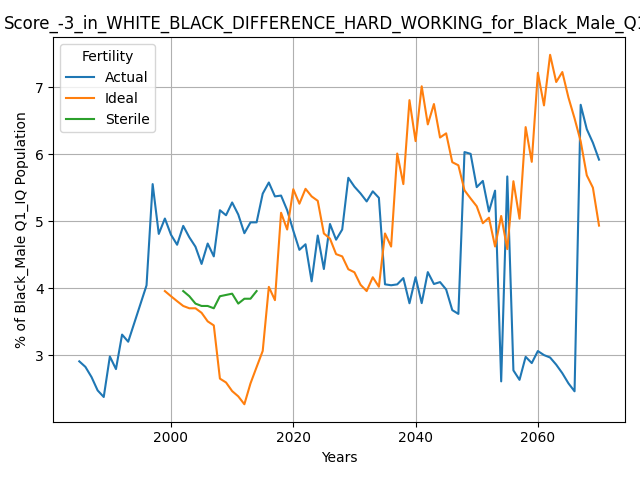 Score_-3_in_WHITE_BLACK_DIFFERENCE_HARD_WORKING_for_Black_Male_Q1
Fertility
Actual
Ideal
Sterile
% of Black_Male Q1_IQ Population
7
6
5
4
3
2000 2020 2040 2060
Years